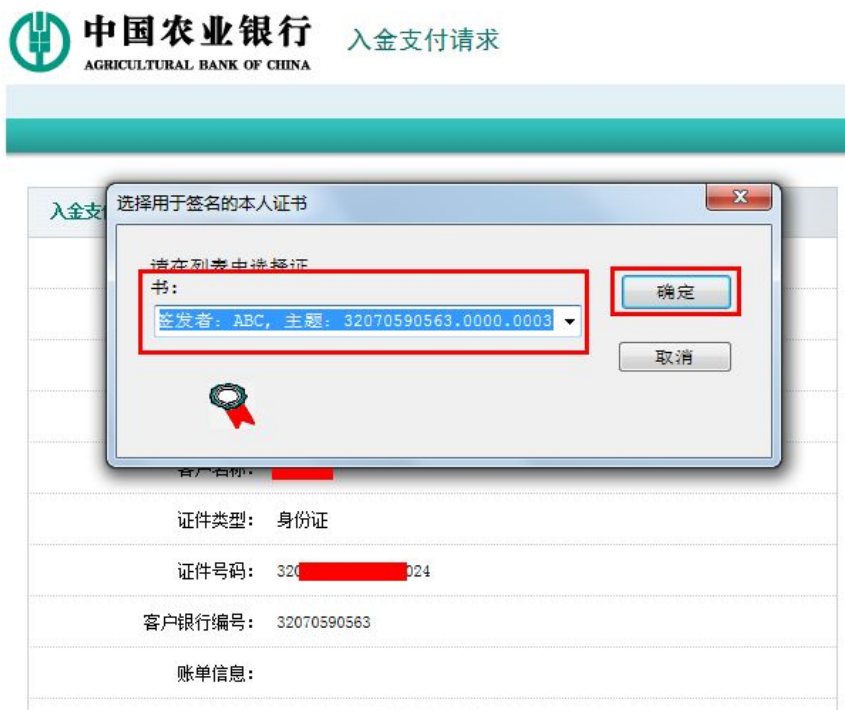 中国农业银行 入金支付请求
AGRICULTURAL BANK OF CHINA
入金支
选择用于签名的本人证书
请在列表中选择证
书:
签发者: ABC, 主题: 32070590563.0000.0003
确定
取消
客户名称:
证件类型: 身份证
证件号码: 320 024
客户银行编号: 32070590563
账单信息: